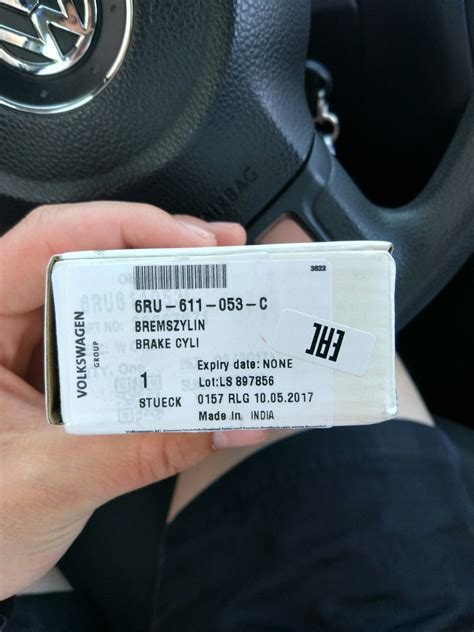 AIRBAG
3622
6RU-611-053-C
BREMSZYLIN
BRAKE CYLI
VOLKSWAGEN
GROUP
Expiry date: NONE
1
Lot:LS 897856
STUECK
0157 RLG 10.05.2017
Made in INDIA
EAC